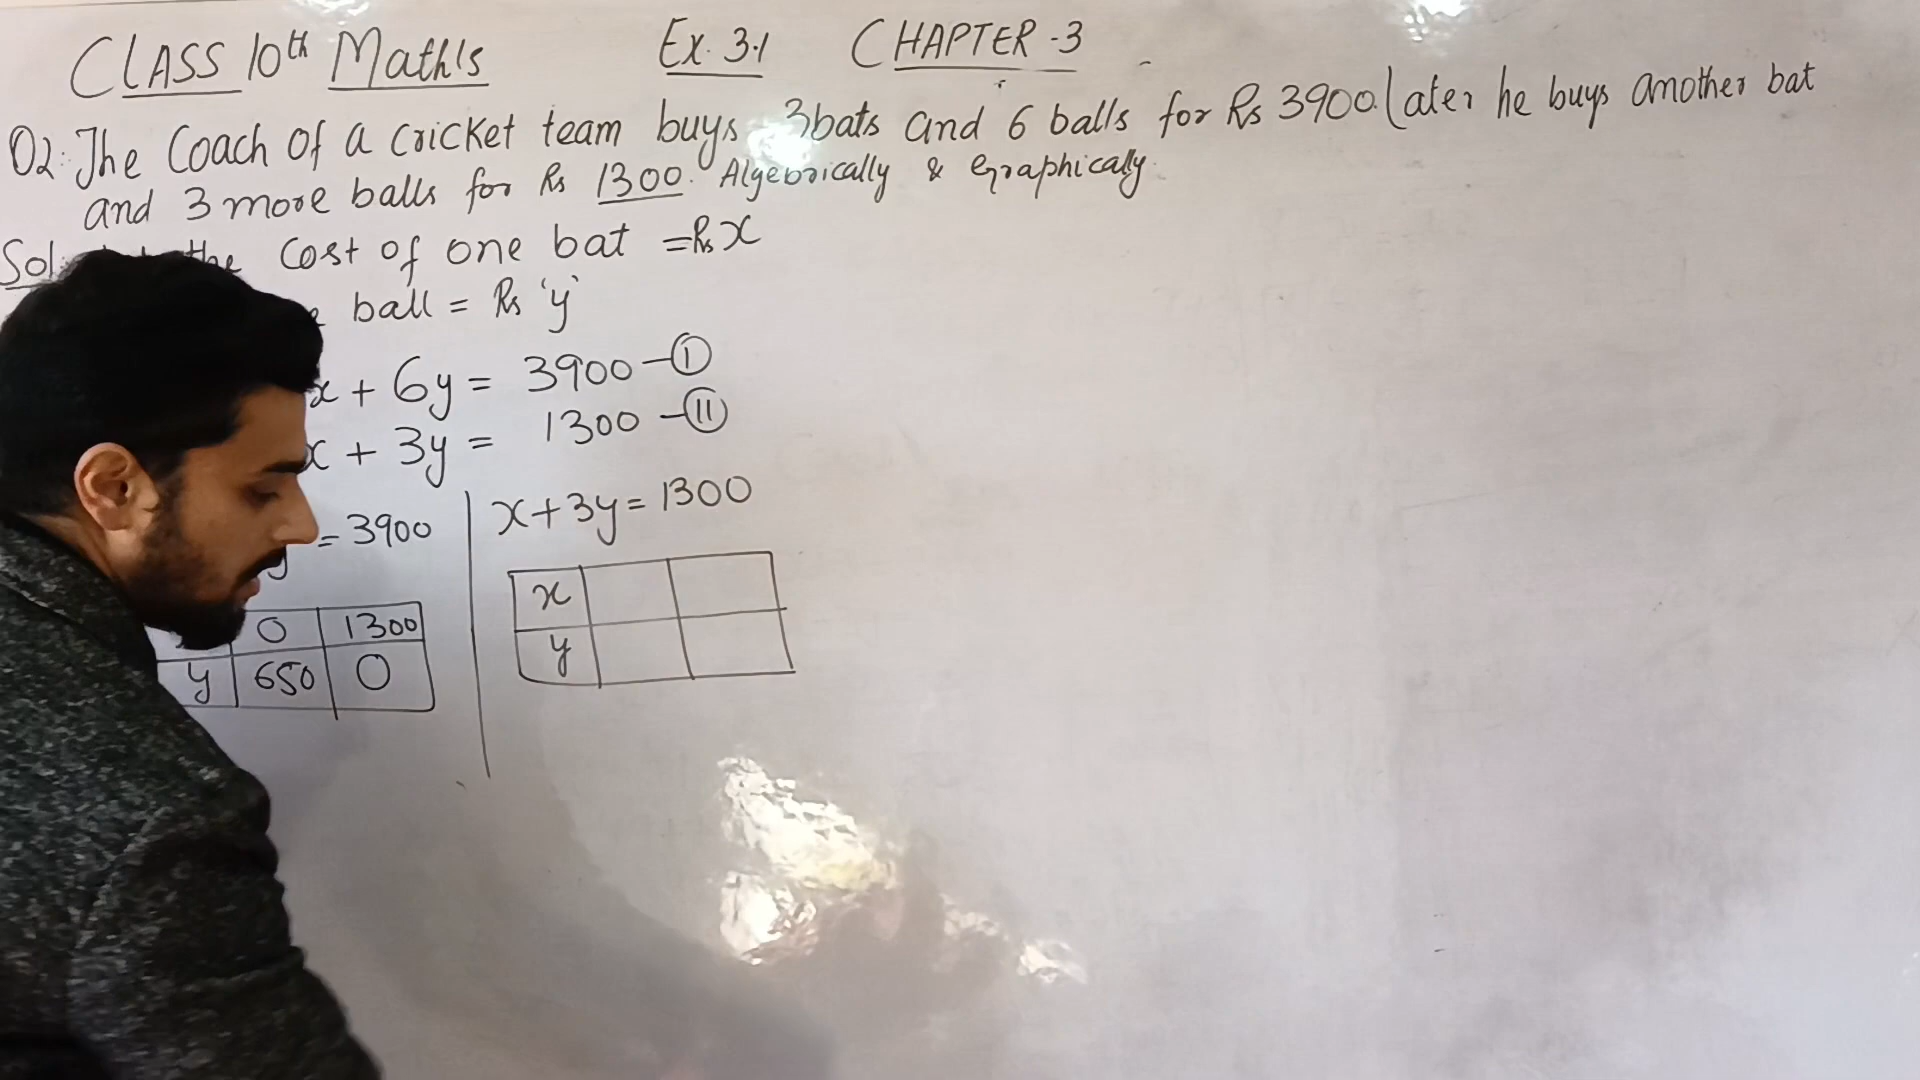 CLASS 10th Math's Ex. 3.1 CHAPTER -3
Q2: The Coach of a cricket team buys 3bats and 6 balls for Rs 3900. Later he buys another bat
and 3 more balls for Rs 1300. Algebrically & Graphically.
Sol the Cost of one bat = Rs x
ball = Rs 'y'
x + 6y = 3900 - (I)
x + 3y = 1300 - (II)
= 3900
0 1300
y 650 0
x + 3y = 1300
x
y